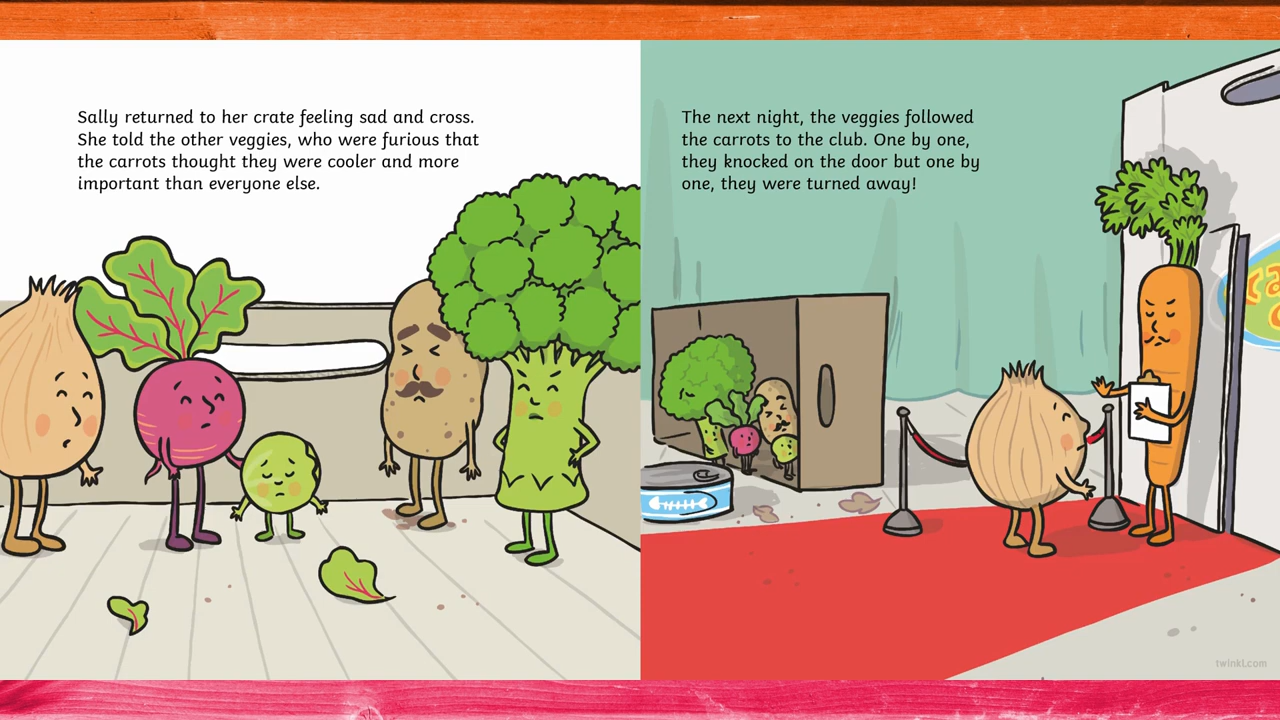 Sally returned to her crate feeling sad and cross.
She told the other veggies, who were furious that
the carrots thought they were cooler and more
important than everyone else.
The next night, the veggies followed
the carrots to the club. One by one,
they knocked on the door but one by
one, they were turned away!
twinkl.com